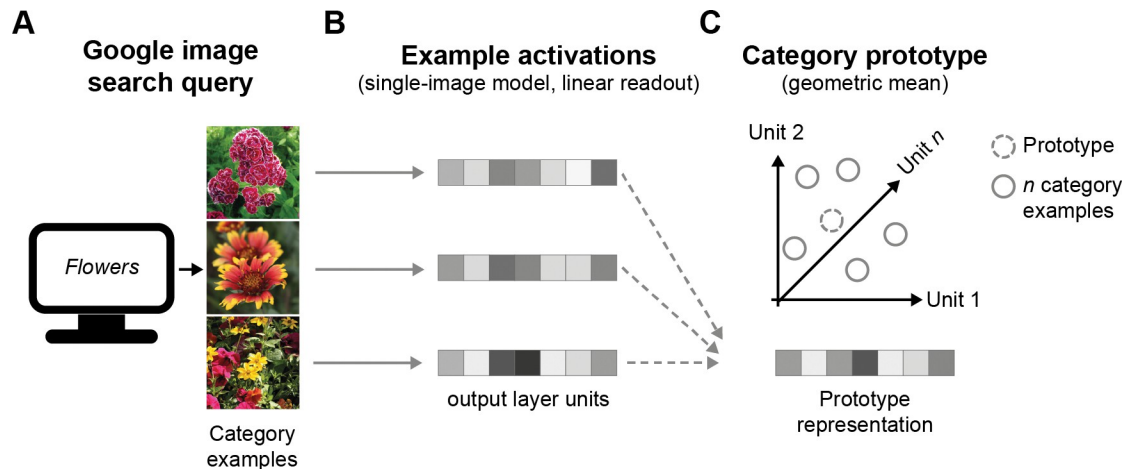 A
Google image
search query
Flowers
Category
examples
B
Example activations
(single-image model, linear readout)
output layer units
C
Category prototype
(geometric mean)
Unit 2
Unit n
Unit 1
Prototype
n category
examples
Prototype
representation